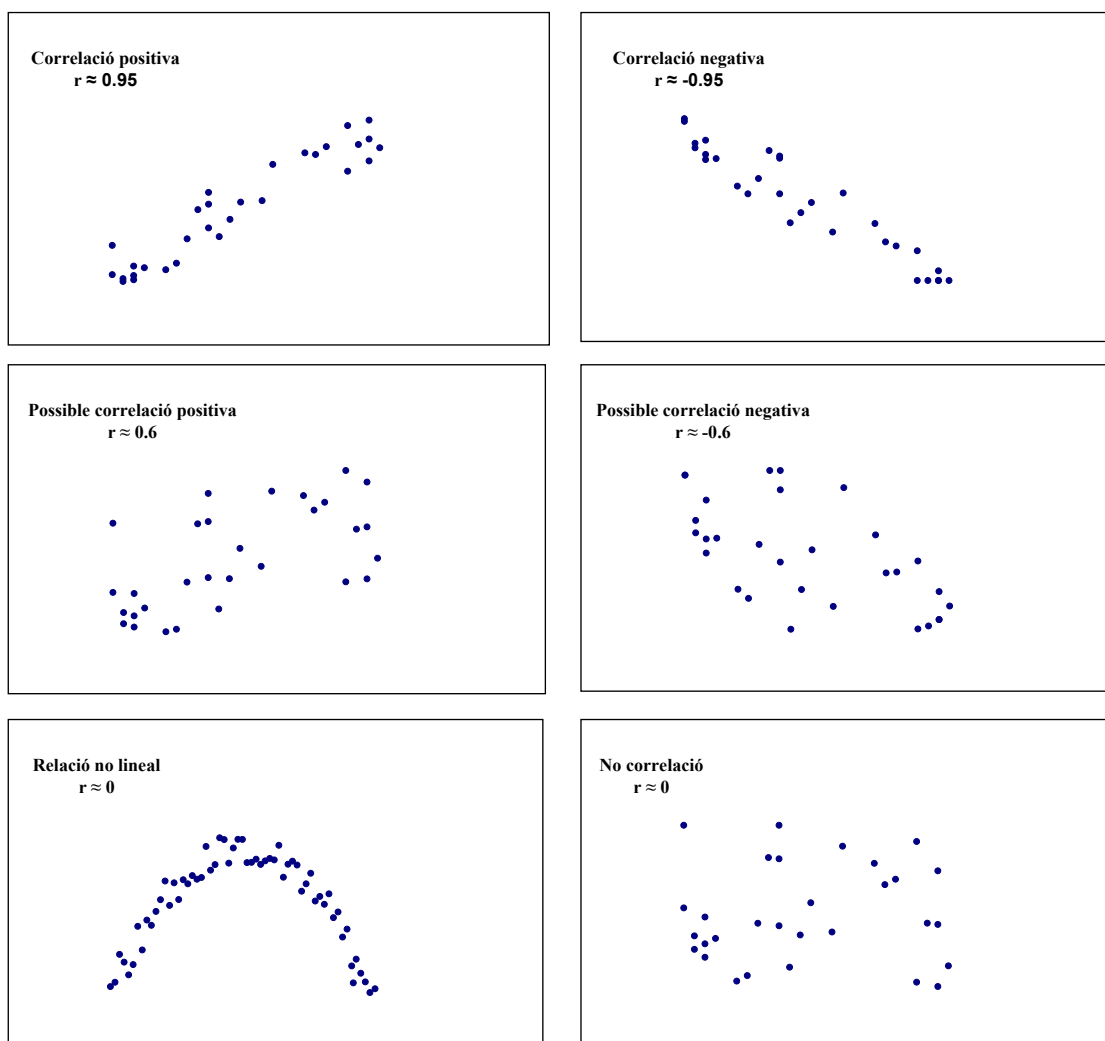 Correlació positiva
r ≈ 0.95
Correlació negativa
r ≈ -0.95
Possible correlació positiva
r ≈ 0.6
Possible correlació negativa
r ≈ -0.6
Relació no lineal
r ≈ 0
No correlació
r ≈ 0